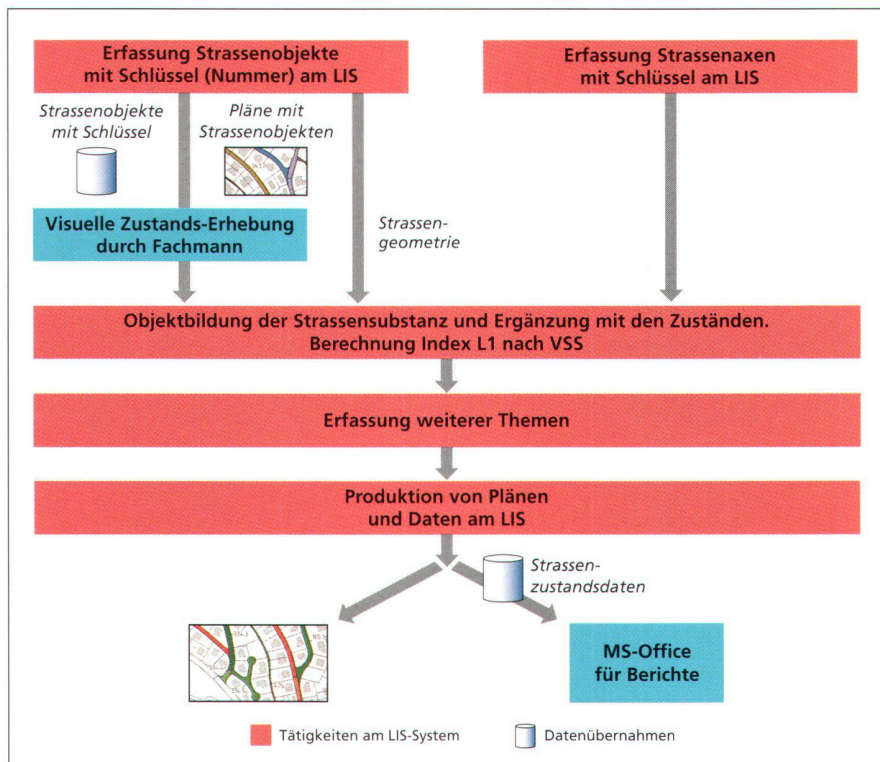 Erfassung Strassenobjekte
mit Schlüssel (Nummer) am LIS
Erfassung Strassenaxen
mit Schlüssel am LIS
Strassenobjekte
mit Schlüssel
Pläne mit
Strassenobjekten
Visuelle Zustands-Erhebung
durch Fachmann
Strassen-
geometrie
Objektbildung der Strassensubstanz und Ergänzung mit den Zuständen.
Berechnung Index L1 nach VSS
Erfassung weiterer Themen
Produktion von Plänen
und Daten am LIS
Strassen-
zustandsdaten
MS-Office
für Berichte
Tätigkeiten am LIS-System
Datenübernahmen